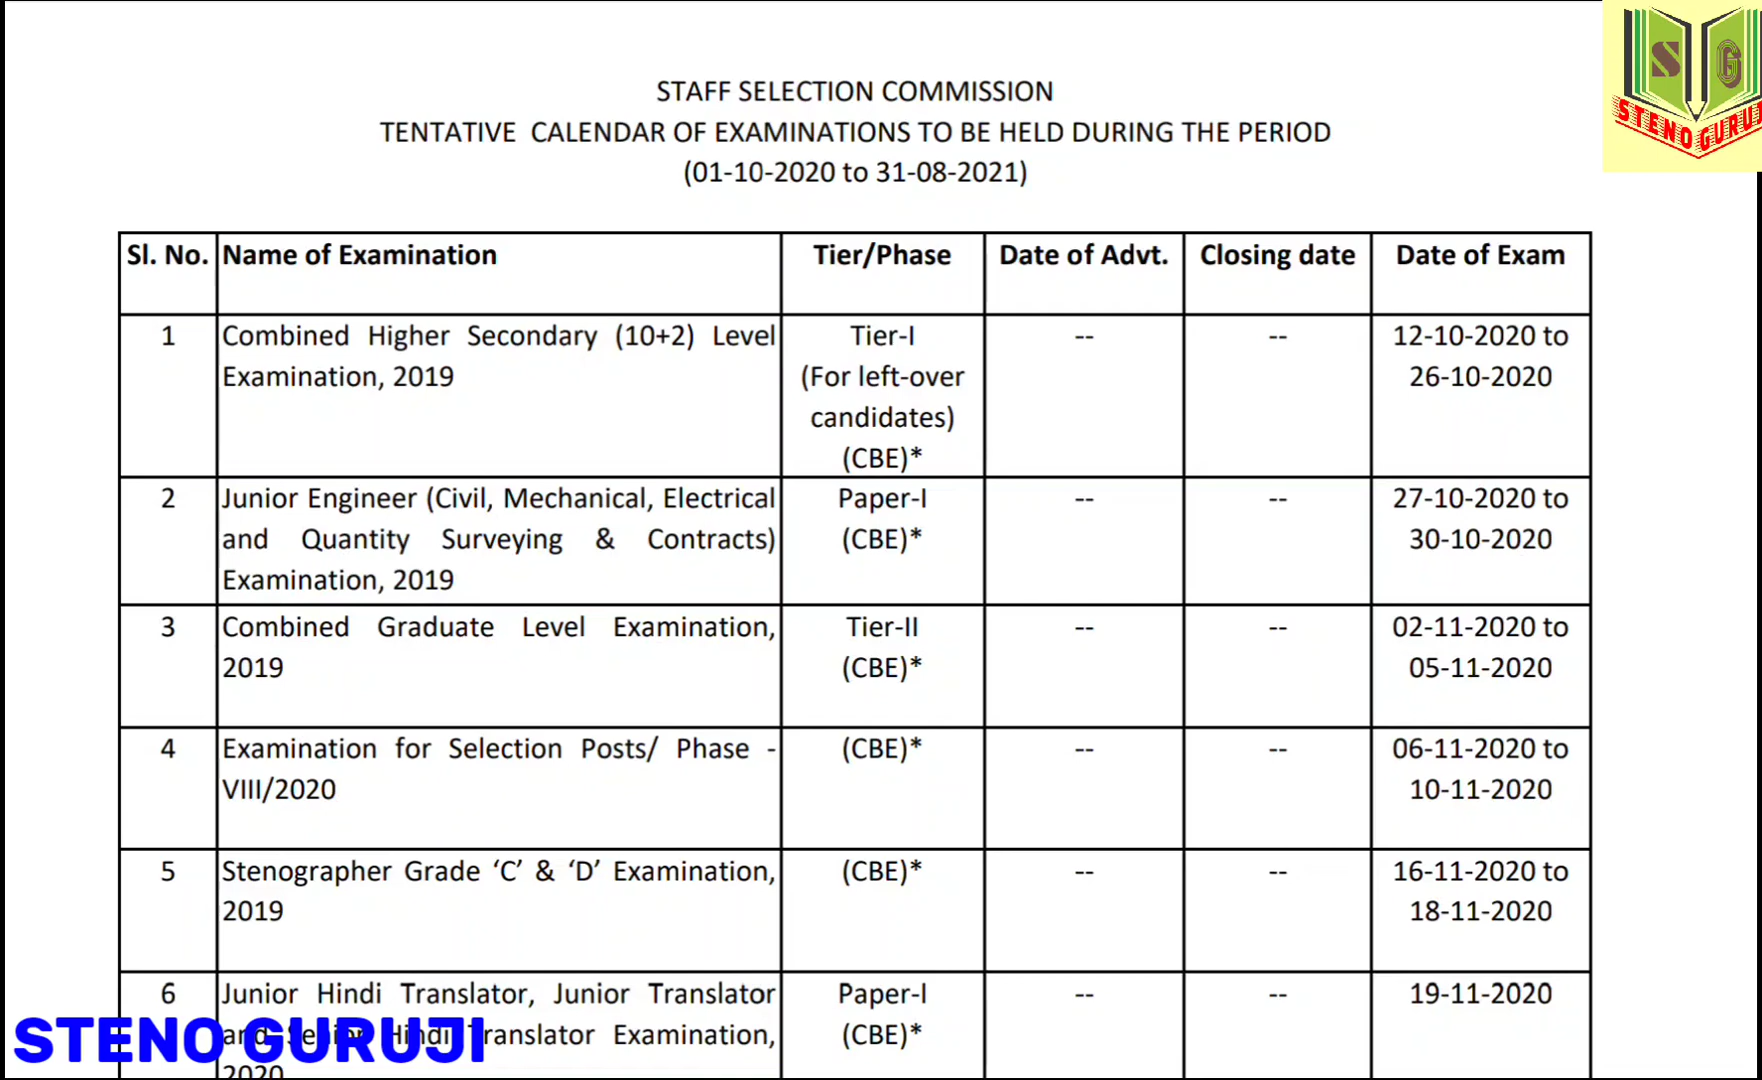 S G
STENO GURUJI
STAFF SELECTION COMMISSION
TENTATIVE CALENDAR OF EXAMINATIONS TO BE HELD DURING THE PERIOD
(01-10-2020 to 31-08-2021)
Sl. No. Name of Examination Tier/Phase Date of Advt. Closing date Date of Exam
1 Combined Higher Secondary (10+2) Level Tier-I -- -- 12-10-2020 to
Examination, 2019 (For left-over 26-10-2020
candidates)
(CBE)*
2 Junior Engineer (Civil, Mechanical, Electrical Paper-I -- -- 27-10-2020 to
and Quantity Surveying & Contracts) (CBE)* 30-10-2020
Examination, 2019
3 Combined Graduate Level Examination, Tier-II -- -- 02-11-2020 to
2019 (CBE)* 05-11-2020
4 Examination for Selection Posts/ Phase - (CBE)* -- -- 06-11-2020 to
VIII/2020 10-11-2020
5 Stenographer Grade ‘C’ & ‘D’ Examination, (CBE)* -- -- 16-11-2020 to
2019 18-11-2020
6 Junior Hindi Translator, Junior Translator Paper-I -- -- 19-11-2020
and Senior Hindi Translator Examination, (CBE)*
2020
STENO GURUJI